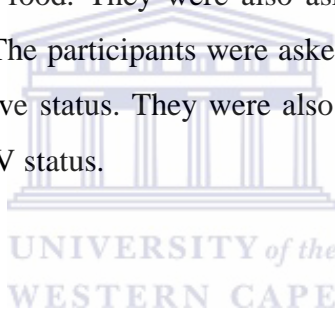 food. They were also as
The participants were aske
ve status. They were also
V status.
UNIVERSITY of the
WESTERN CAPE